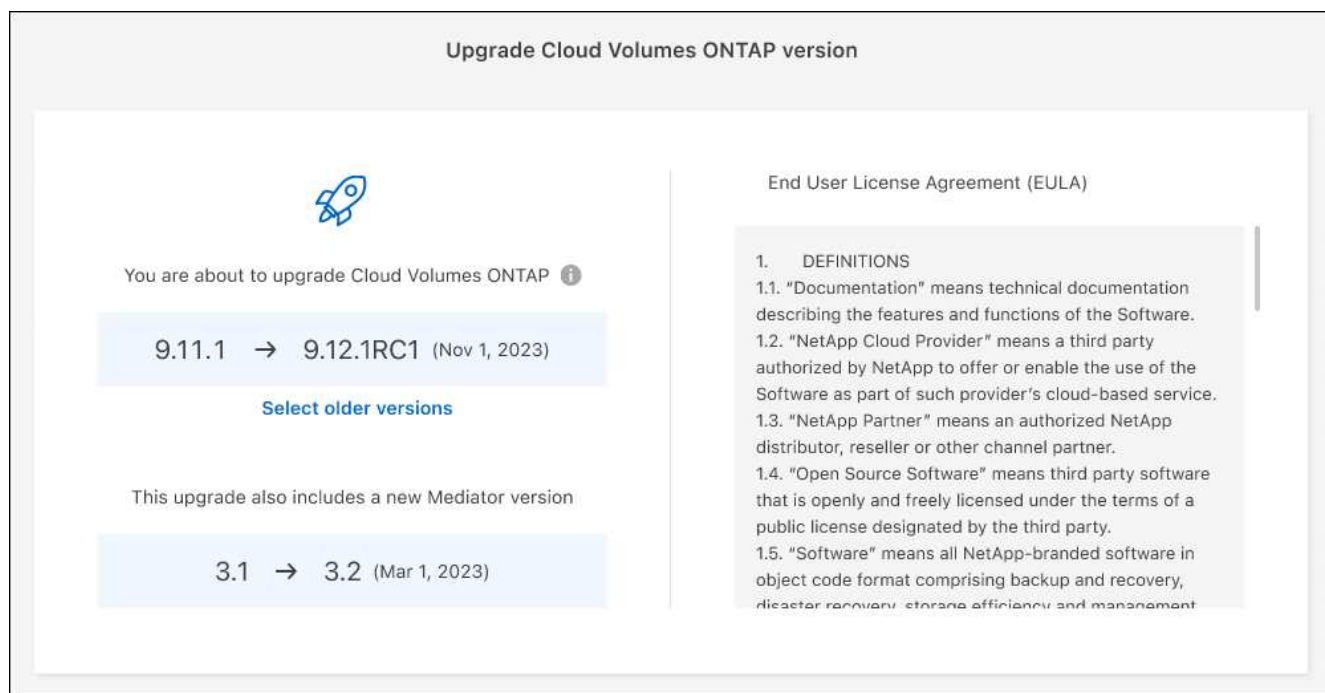 Upgrade Cloud Volumes ONTAP version
You are about to upgrade Cloud Volumes ONTAP
9.11.1 → 9.12.1RC1 (Nov 1, 2023)
Select older versions
This upgrade also includes a new Mediator version
3.1 → 3.2 (Mar 1, 2023)
End User License Agreement (EULA)
1. DEFINITIONS
1.1. “Documentation” means technical documentation
describing the features and functions of the Software.
1.2. “NetApp Cloud Provider” means a third party
authorized by NetApp to offer or enable the use of the
Software as part of such provider’s cloud-based service.
1.3. “NetApp Partner” means an authorized NetApp
distributor, reseller or other channel partner.
1.4. “Open Source Software” means third party software
that is openly and freely licensed under the terms of a
public license designated by the third party.
1.5. “Software” means all NetApp-branded software in
object code format comprising backup and recovery,
disaster recovery, storage efficiency and management